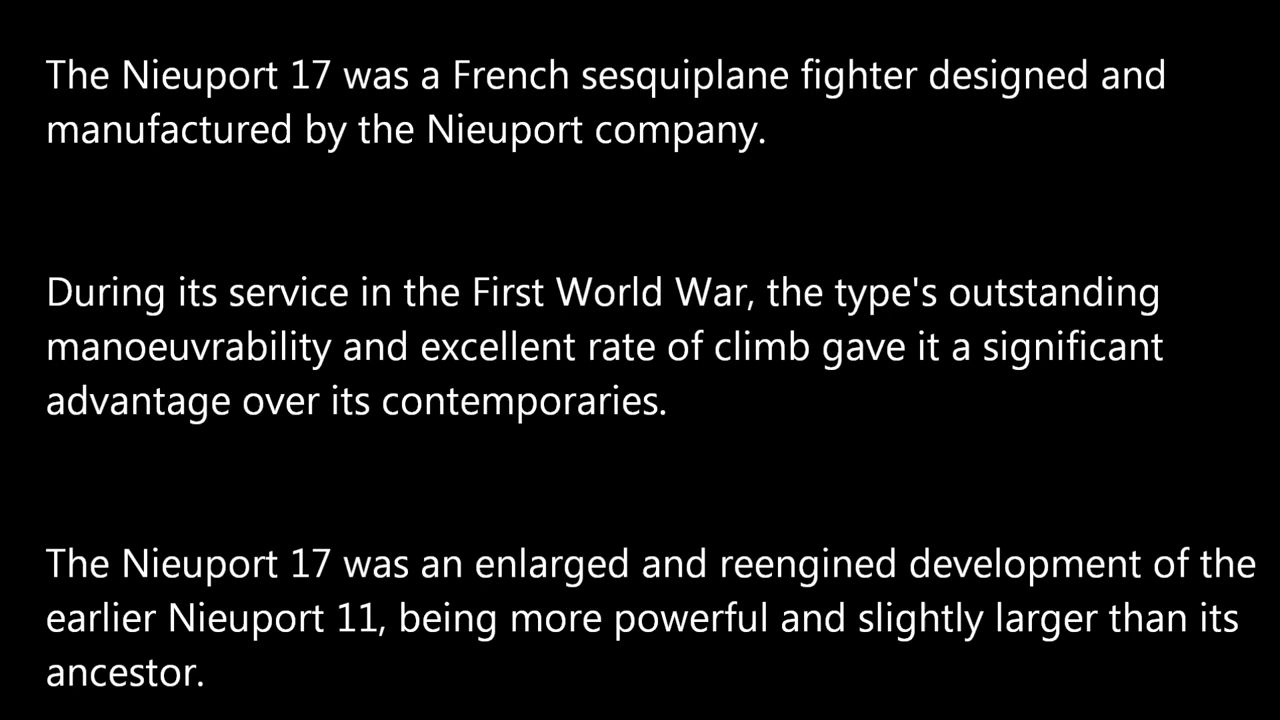 The Nieuport 17 was a French sesquiplane fighter designed and
manufactured by the Nieuport company.
During its service in the First World War, the type's outstanding
manoeuvrability and excellent rate of climb gave it a significant
advantage over its contemporaries.
The Nieuport 17 was an enlarged and reengined development of the
earlier Nieuport 11, being more powerful and slightly larger than its
ancestor.